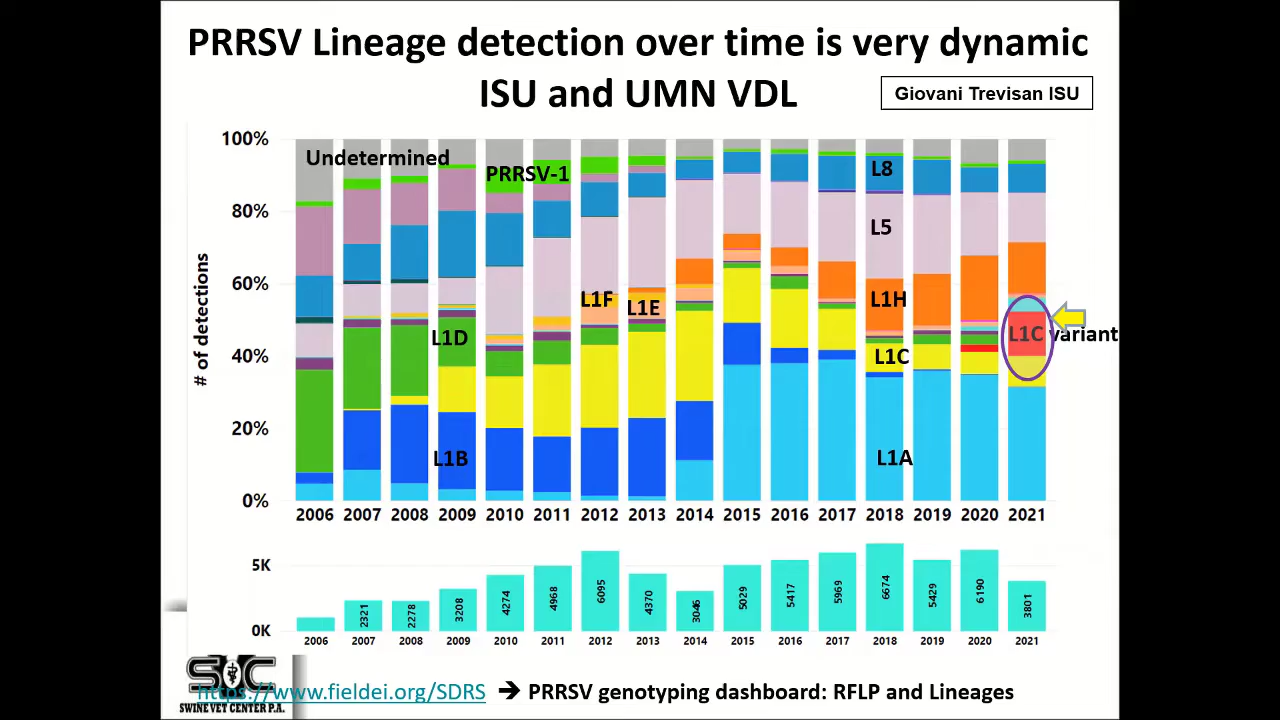 PRRSV Lineage detection over time is very dynamic
ISU and UMN VDL
Giovani Trevisan ISU
# of detections
100%
80%
60%
40%
20%
0%
Undetermined
PRRSV-1
L8
L5
L1F
L1E
L1H
L1D
L1C
L1C variant
L1B
L1A
2006 2007 2008 2009 2010 2011 2012 2013 2014 2015 2016 2017 2018 2019 2020 2021
5K
0K
2321 2278 3208 4274 4968 6095 4370 3046 5029 5417 5969 6674 5429 6190 3801
2006 2007 2008 2009 2010 2011 2012 2013 2014 2015 2016 2017 2018 2019 2020 2021
SVC
SWINE VET CENTER P.A.
https://www.fieldei.org/SDRS ➔ PRRSV genotyping dashboard: RFLP and Lineages